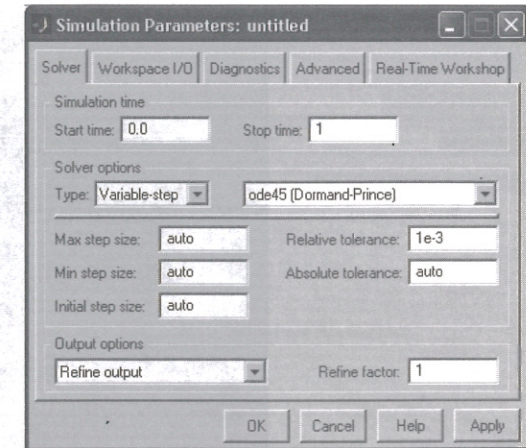 Simulation Parameters: untitled
Solver Workspace I/O Diagnostics Advanced Real-Time Workshop
Simulation time
Start time: 0.0 Stop time: 1
Solver options
Type: Variable-step ode45 (Dormand-Prince)
Max step size: auto Relative tolerance: 1e-3
Min step size: auto Absolute tolerance: auto
Initial step size: auto
Output options
Refine output Refine factor: 1
OK Cancel Help Apply